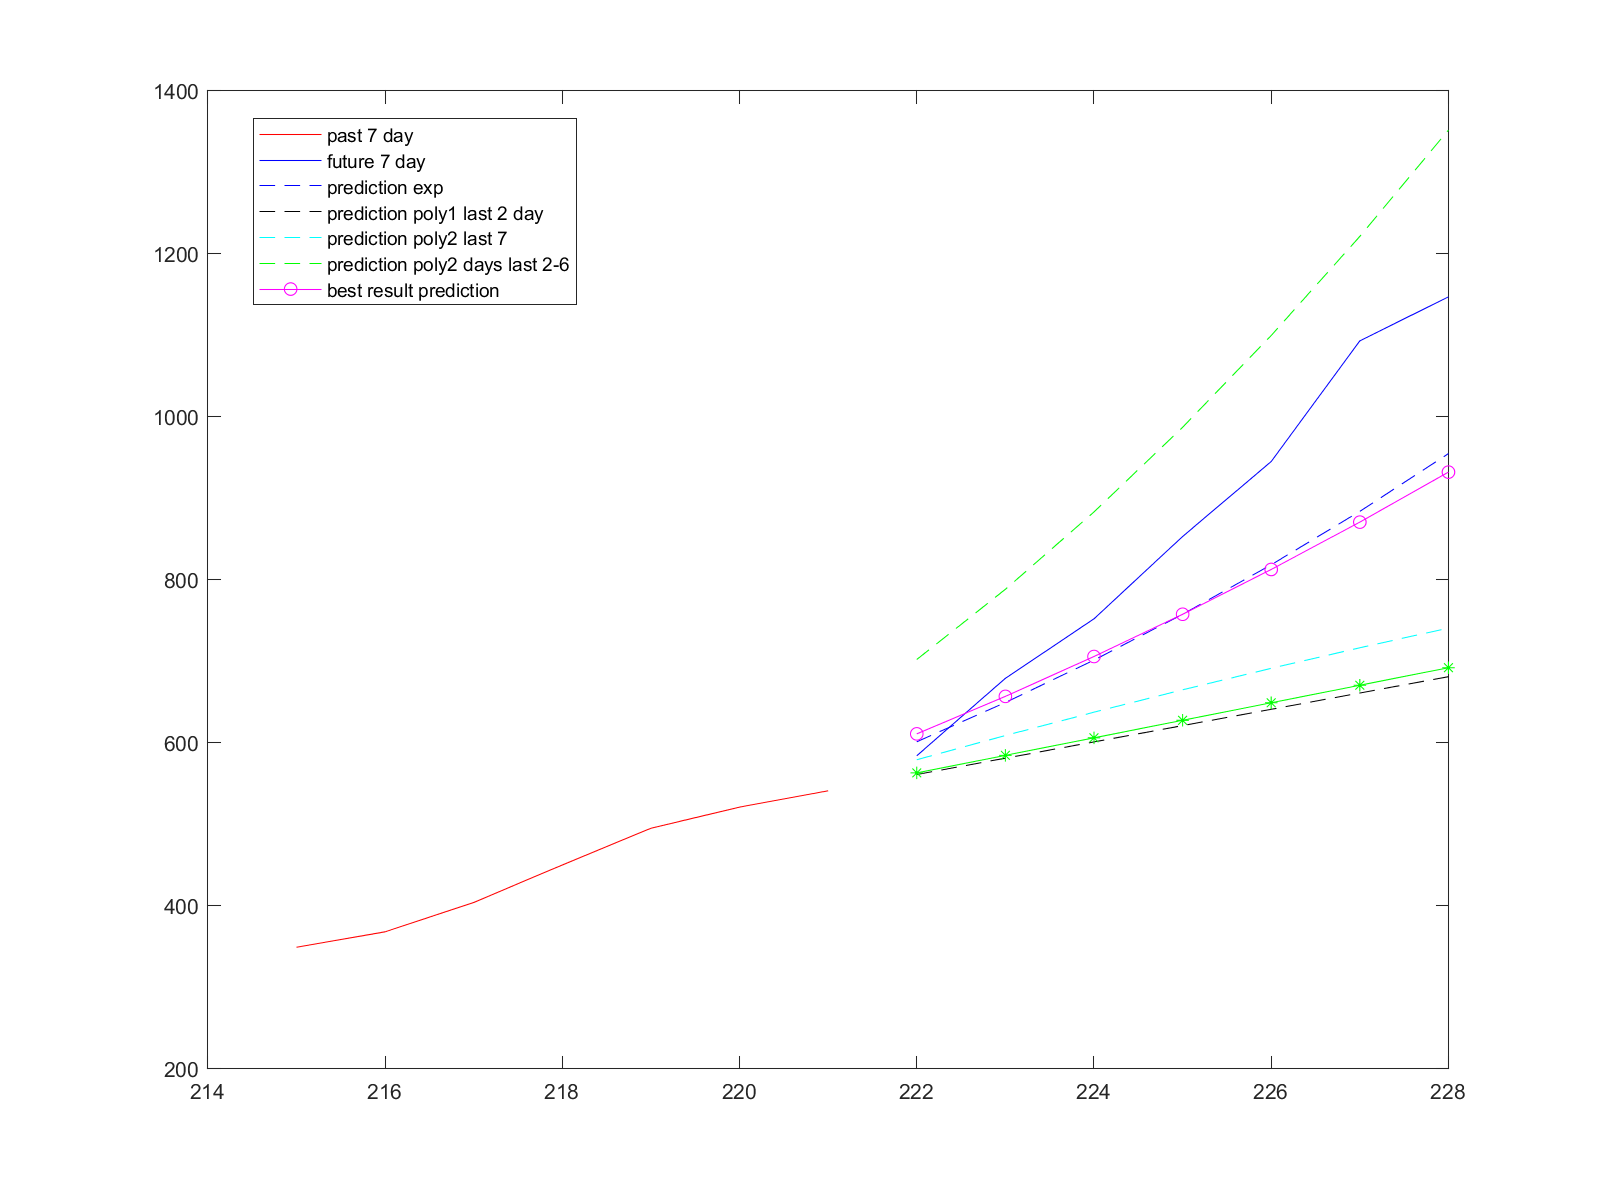 1400
1200
1000
800
600
400
200
past 7 day
future 7 day
prediction exp
prediction poly1 last 2 day
prediction poly2 last 7
prediction poly2 days last 2-6
best result prediction
214 216 218 220 222 224 226 228